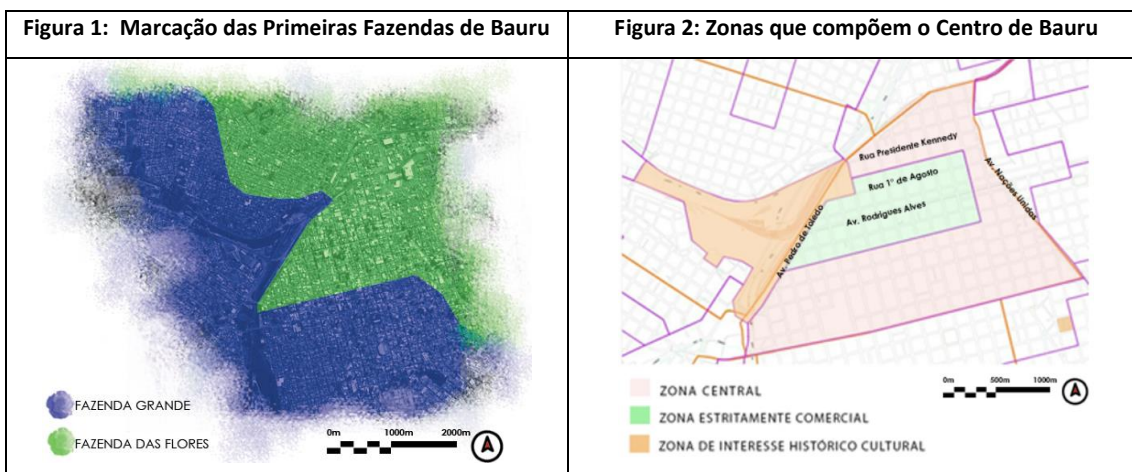 Figura 1: Marcação das Primeiras Fazendas de Bauru
FAZENDA GRANDE
FAZENDA DAS FLORES
0m 1000m 2000m
A
Figura 2: Zonas que compõem o Centro de Bauru
Rua Presidente Kennedy
Rua 1º de Agosto
Av. Nações Unidas
Av. Rodrigues Alves
Av. Pedro de Toledo
ZONA CENTRAL
ZONA ESTRITAMENTE COMERCIAL
ZONA DE INTERESSE HISTÓRICO CULTURAL
0m 500m 1000m
A